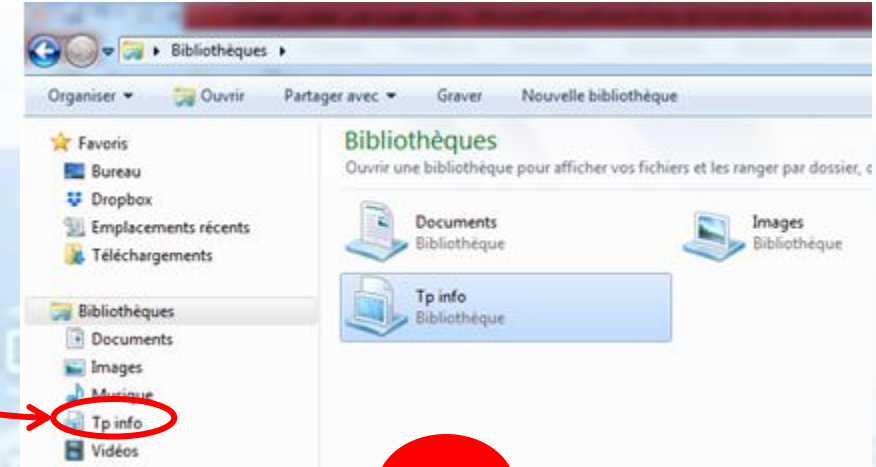 Bibliothèques
Organiser Ouvrir Partager avec Graver Nouvelle bibliothèque
Favoris
Bureau
Dropbox
Emplacements récents
Téléchargements
Bibliothèques
Documents
Images
Musique
Tp info
Vidéos
Bibliothèques
Ouvrir une bibliothèque pour afficher vos fichiers et les ranger par dossier,
Documents
Bibliothèque
Images
Bibliothèque
Tp info
Bibliothèque